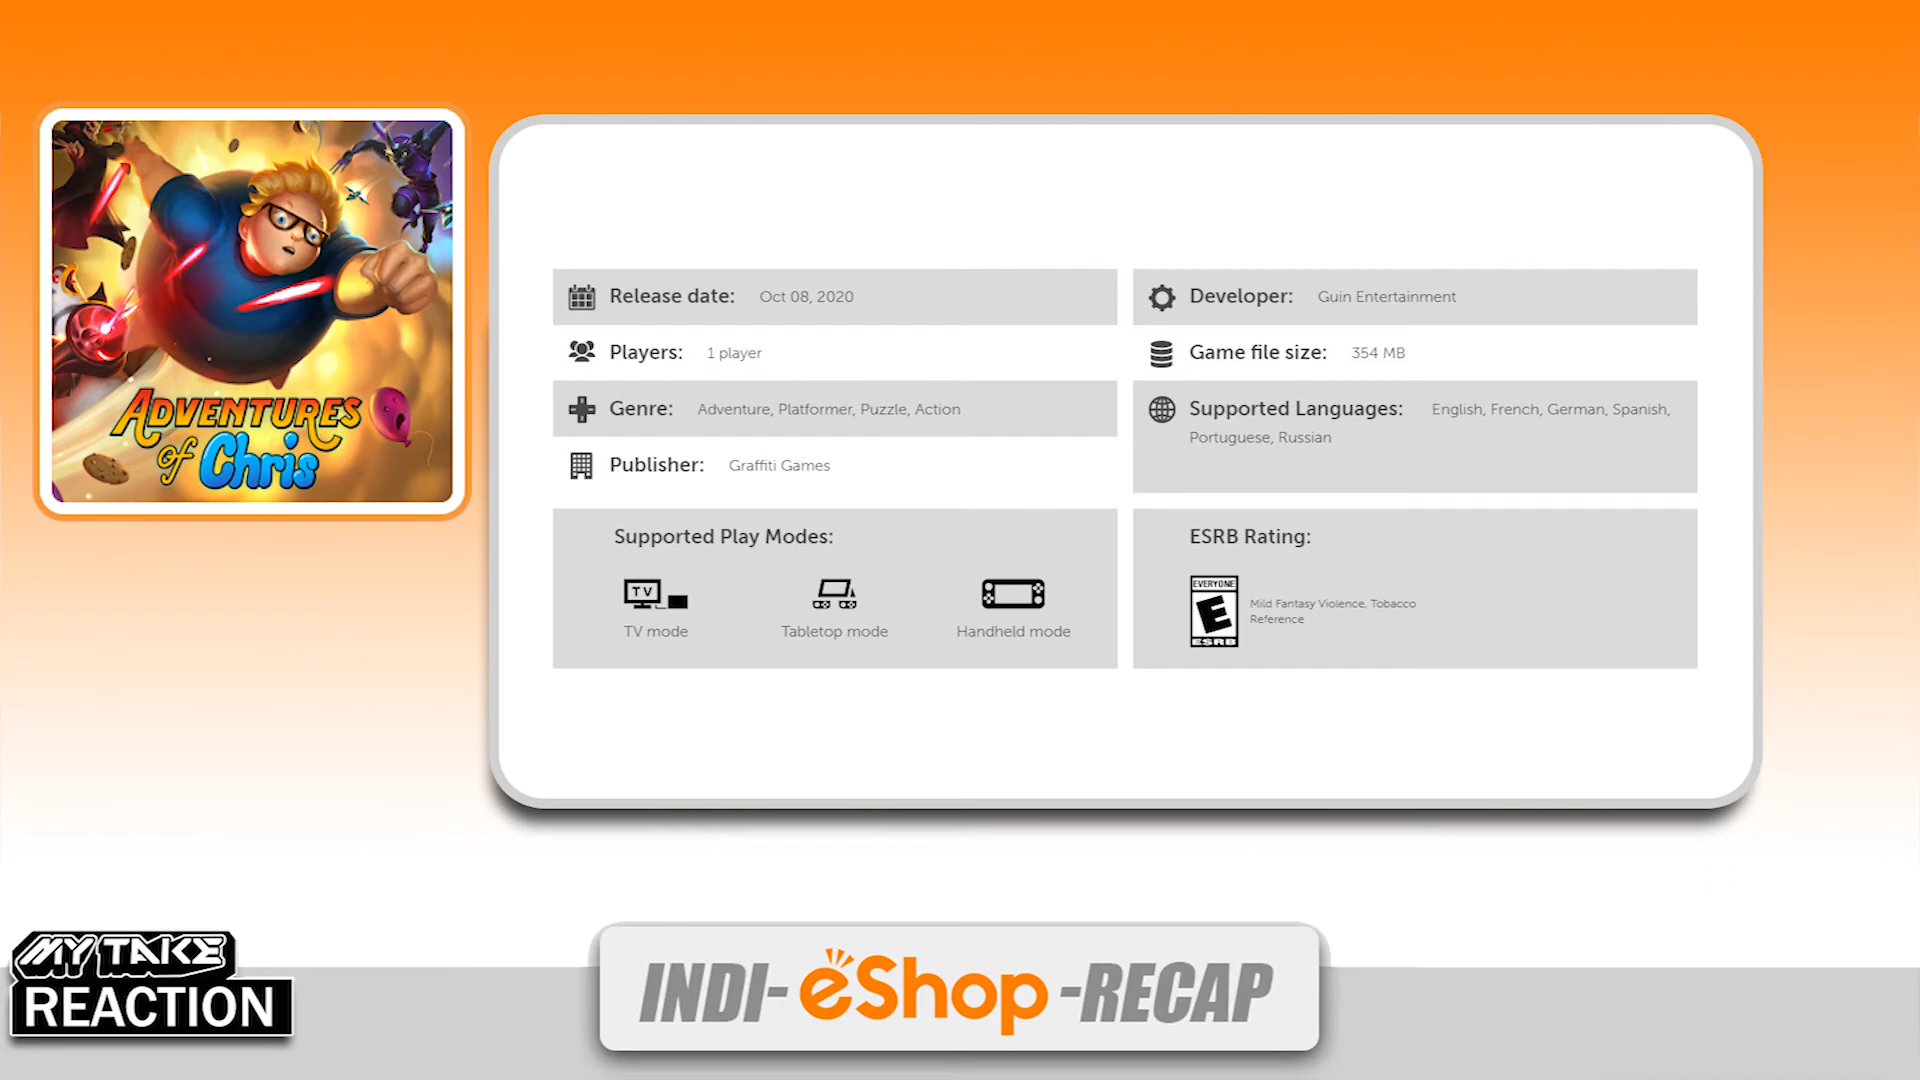 ADVENTURES
OF
Chris
Release date: Oct 08, 2020
Players: 1 player
Genre: Adventure, Platformer, Puzzle, Action
Publisher: Graffiti Games
Developer: Guin Entertainment
Game file size: 354 MB
Supported Languages: English, French, German, Spanish,
Portuguese, Russian
Supported Play Modes:
TV
TV mode
Tabletop mode
Handheld mode
ESRB Rating:
EVERYONE
E
ESRB
Mild Fantasy Violence, Tobacco
Reference
MY TAKE
REACTION
INDI-eShop-RECAP